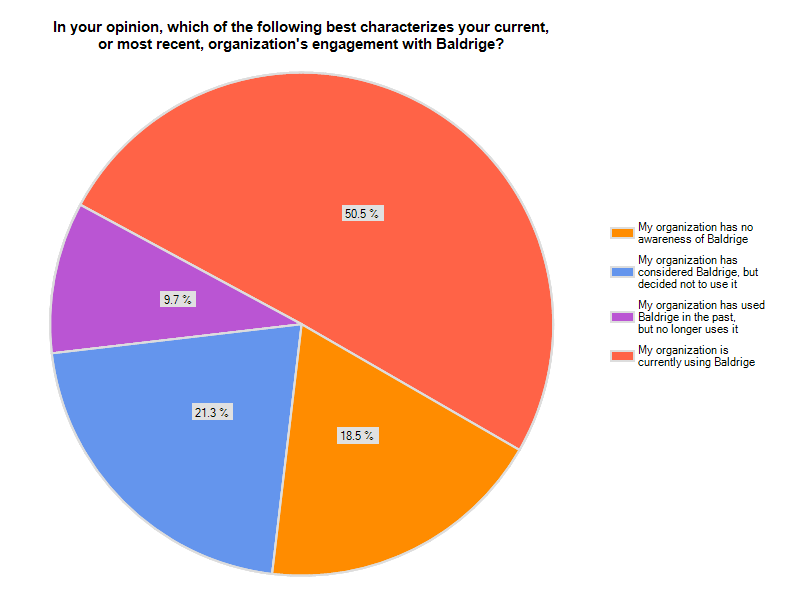 In your opinion, which of the following best characterizes your current,
or most recent, organization's engagement with Baldrige?
50.5 %
9.7 %
21.3 %
18.5 %
My organization has no
awareness of Baldrige
My organization has
considered Baldrige, but
decided not to use it
My organization has used
Baldrige in the past,
but no longer uses it
My organization is
currently using Baldrige